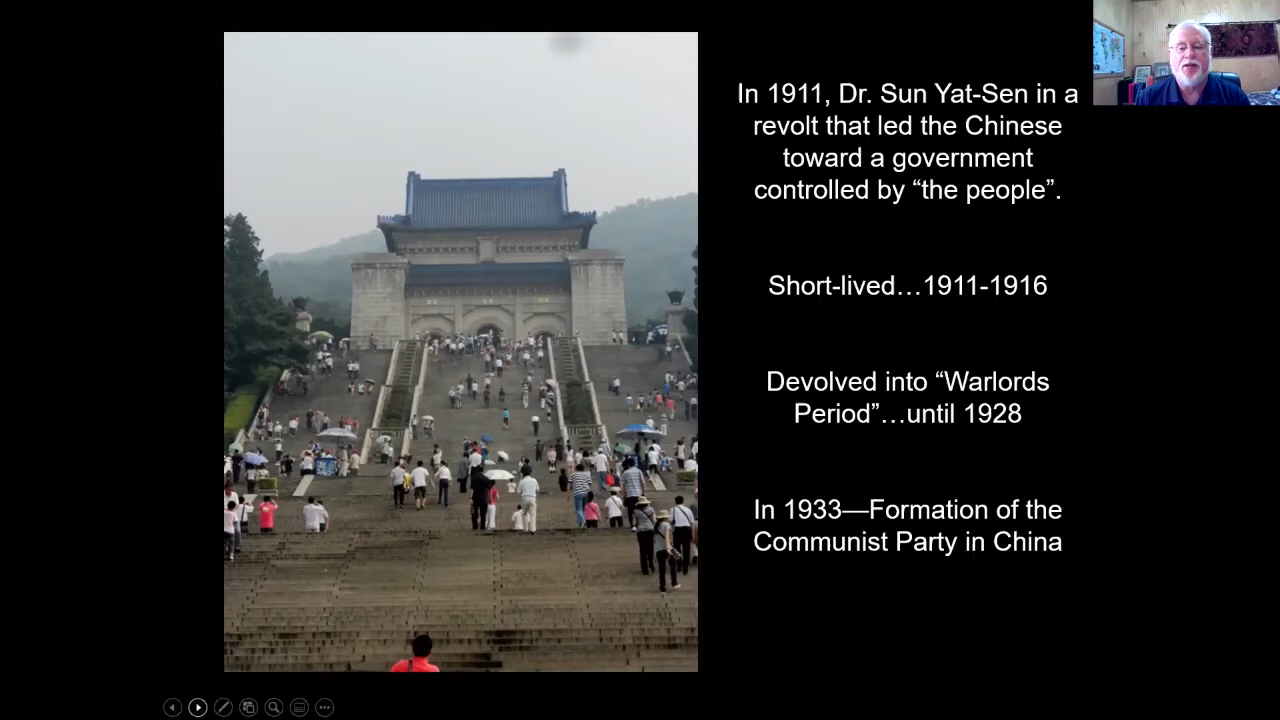 In 1911, Dr. Sun Yat-Sen in a
revolt that led the Chinese
toward a government
controlled by “the people”.
Short-lived…1911-1916
Devolved into “Warlords
Period”…until 1928
In 1933—Formation of the
Communist Party in China